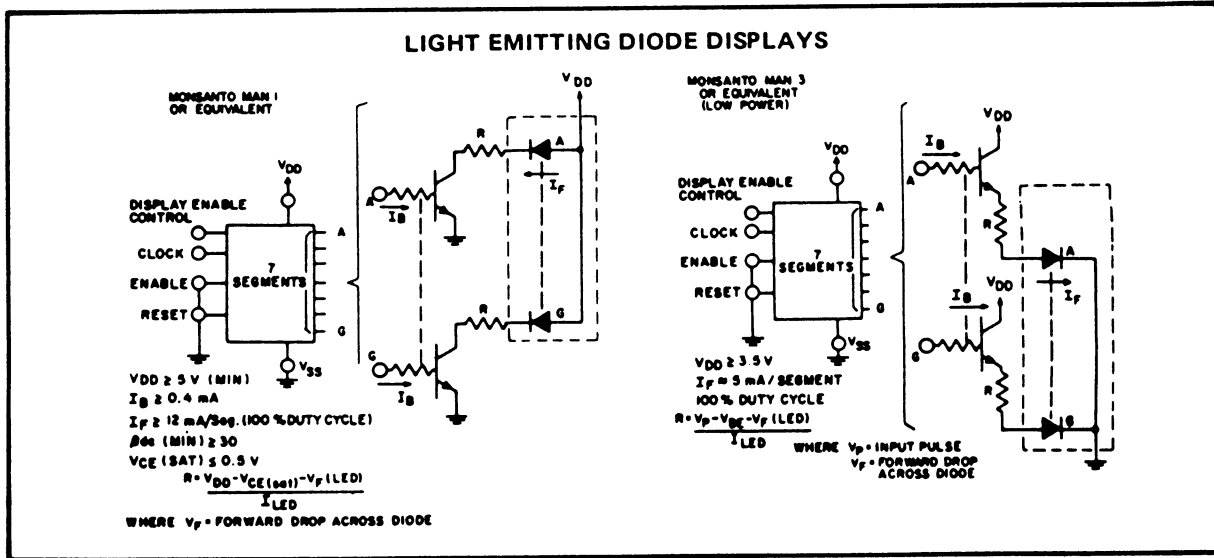 LIGHT EMITTING DIODE DISPLAYS
MONSANTO MAN 1
OR EQUIVALENT
VDD
DISPLAY ENABLE
CONTROL
CLOCK
ENABLE
RESET
7
SEGMENTS
A
G
VSS
VDD
R
A
IF
A
IB
R
G
G
IB
VDD ≥ 5 V (MIN)
IB ≥ 0.4 mA
IF ≥ 12 mA/Seg. (100 % DUTY CYCLE)
βdc (MIN) ≥ 30
VCE (SAT) ≤ 0.5 V
R = VDD - VCE(sat) - VF (LED)
ILED
WHERE VF = FORWARD DROP ACROSS DIODE
MONSANTO MAN 3
OR EQUIVALENT
(LOW POWER)
VDD
DISPLAY ENABLE
CONTROL
CLOCK
ENABLE
RESET
7
SEGMENTS
A
G
VSS
VDD
IB
A
R
A
IF
VDD
IB
G
R
G
VDD ≥ 3.5 V
IF ≈ 5 mA / SEGMENT
100 % DUTY CYCLE
R = VP - VBE - VF (LED)
ILED
WHERE VP = INPUT PULSE
VF = FORWARD DROP
ACROSS DIODE